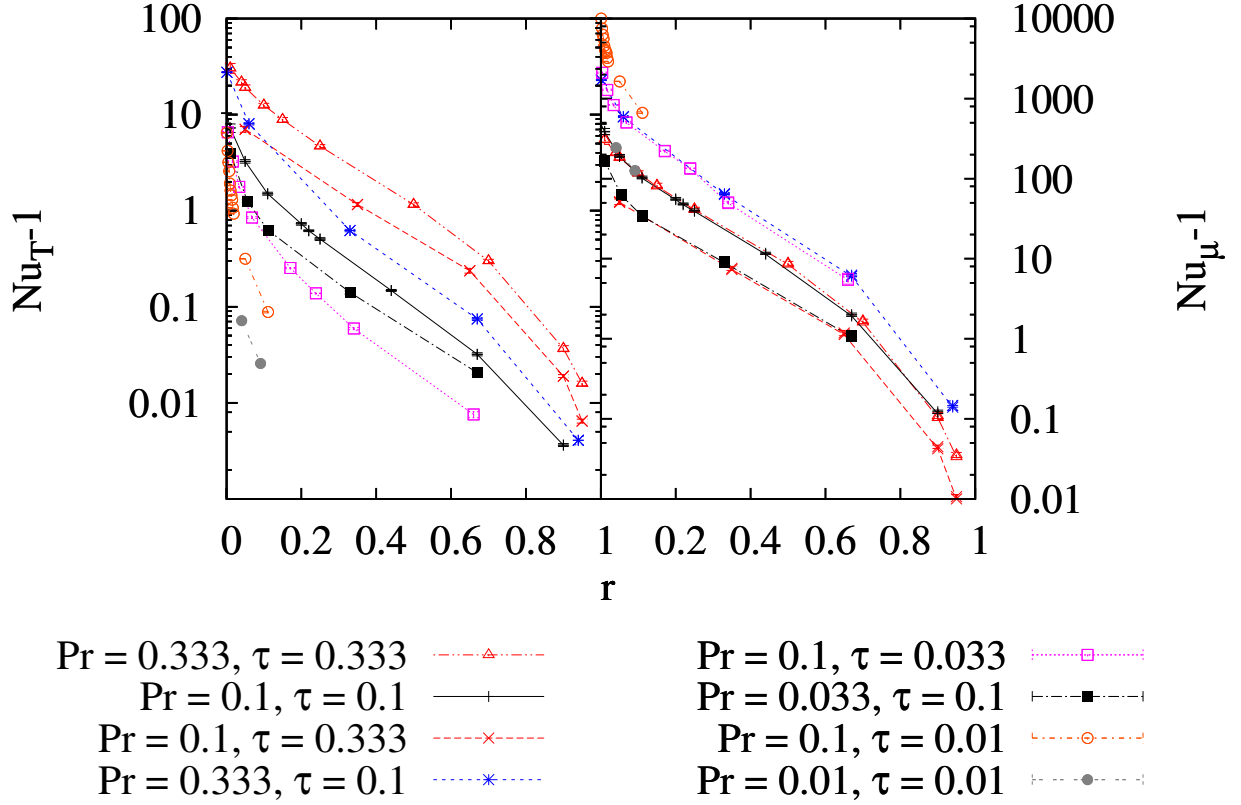 100
10
1
0.1
0.01
Nu_T-1
0 0.2 0.4 0.6 0.8 1 0.2 0.4 0.6 0.8 1
r
10000
1000
100
10
1
0.1
0.01
Nu_μ-1
Pr = 0.333, τ = 0.333
Pr = 0.1, τ = 0.1
Pr = 0.1, τ = 0.333
Pr = 0.333, τ = 0.1
Pr = 0.1, τ = 0.033
Pr = 0.033, τ = 0.1
Pr = 0.1, τ = 0.01
Pr = 0.01, τ = 0.01